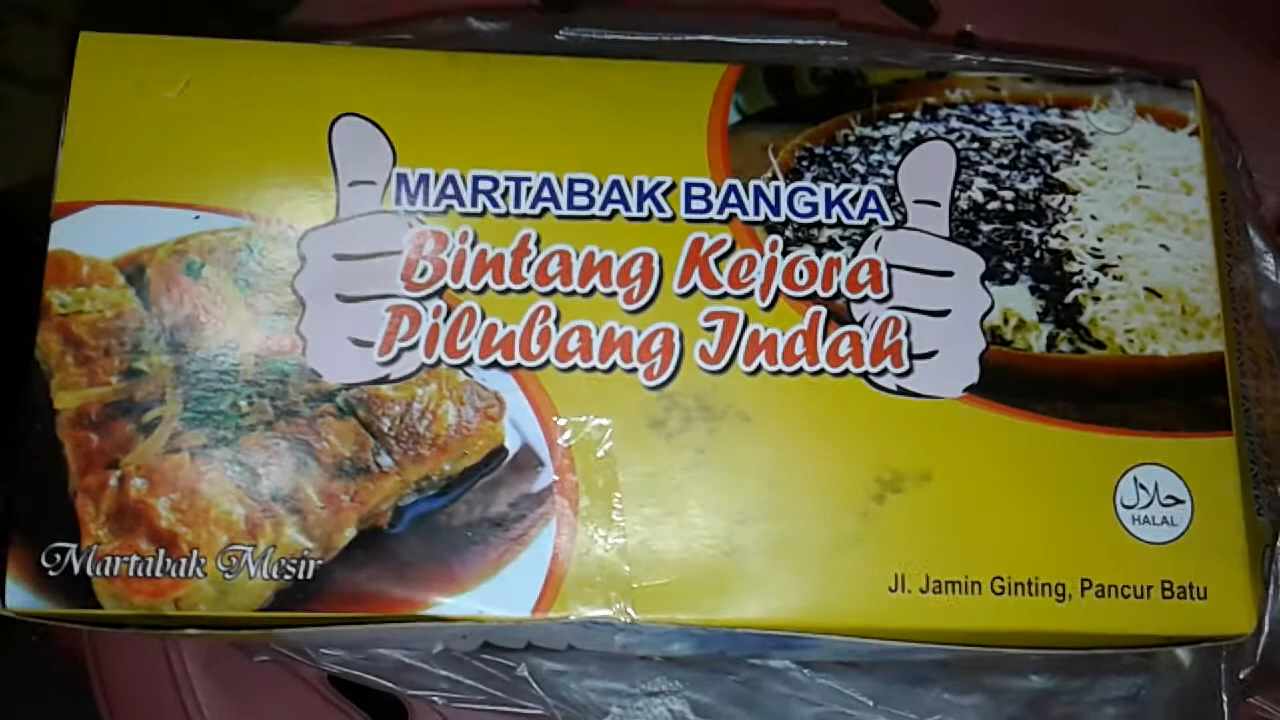 MARTABAK BANGKA
Bintang Kejora
Pilubang Indah
Martabak Mesir
حلال
HALAL
Jl. Jamin Ginting, Pancur Batu